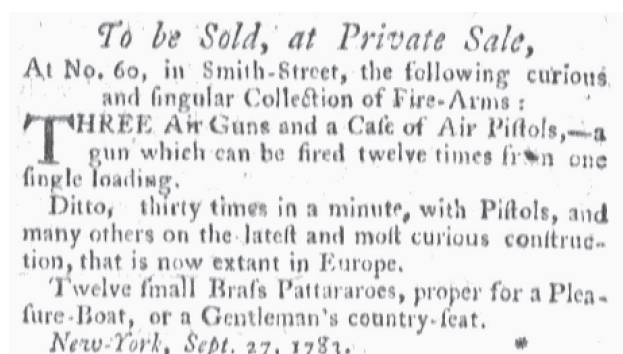 To be Sold, at Private Sale,
At No. 60, in Smith-Street, the following curious
and ſingular Collection of Fire-Arms :
THREE Air Guns and a Caſe of Air Piſtols,—a
gun which can be fired twelve times from one
ſingle loading.
Ditto, thirty times in a minute, with Piſtols, and
many others on the lateſt and moſt curious conſtruc-
tion, that is now extant in Europe.
Twelve ſmall Braſs Pattararoes, proper for a Plea-
ſure-Boat, or a Gentleman's country-ſeat.
New-York, Sept. 27, 1783. *